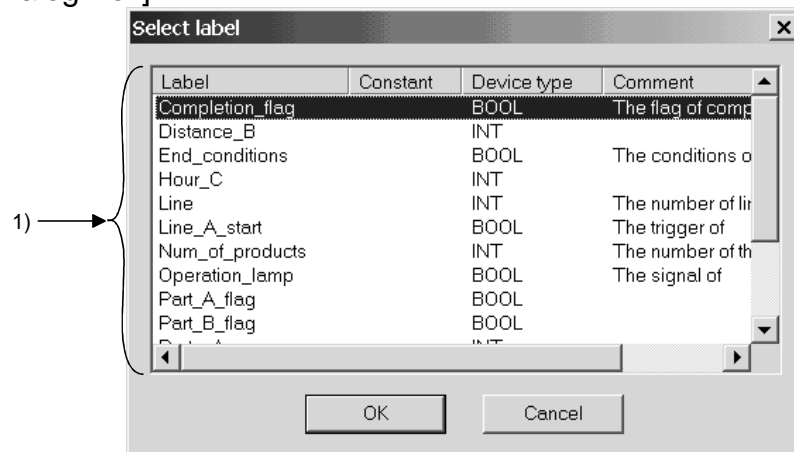 Select label
Label Constant Device type Comment
Completion_flag BOOL The flag of comp
Distance_B INT
End_conditions BOOL The conditions o
Hour_C INT
Line INT The number of lin
Line_A_start BOOL The trigger of
Num_of_products INT The number of th
Operation_lamp BOOL The signal of
Part_A_flag BOOL
Part_B_flag BOOL
INT
1)
OK Cancel